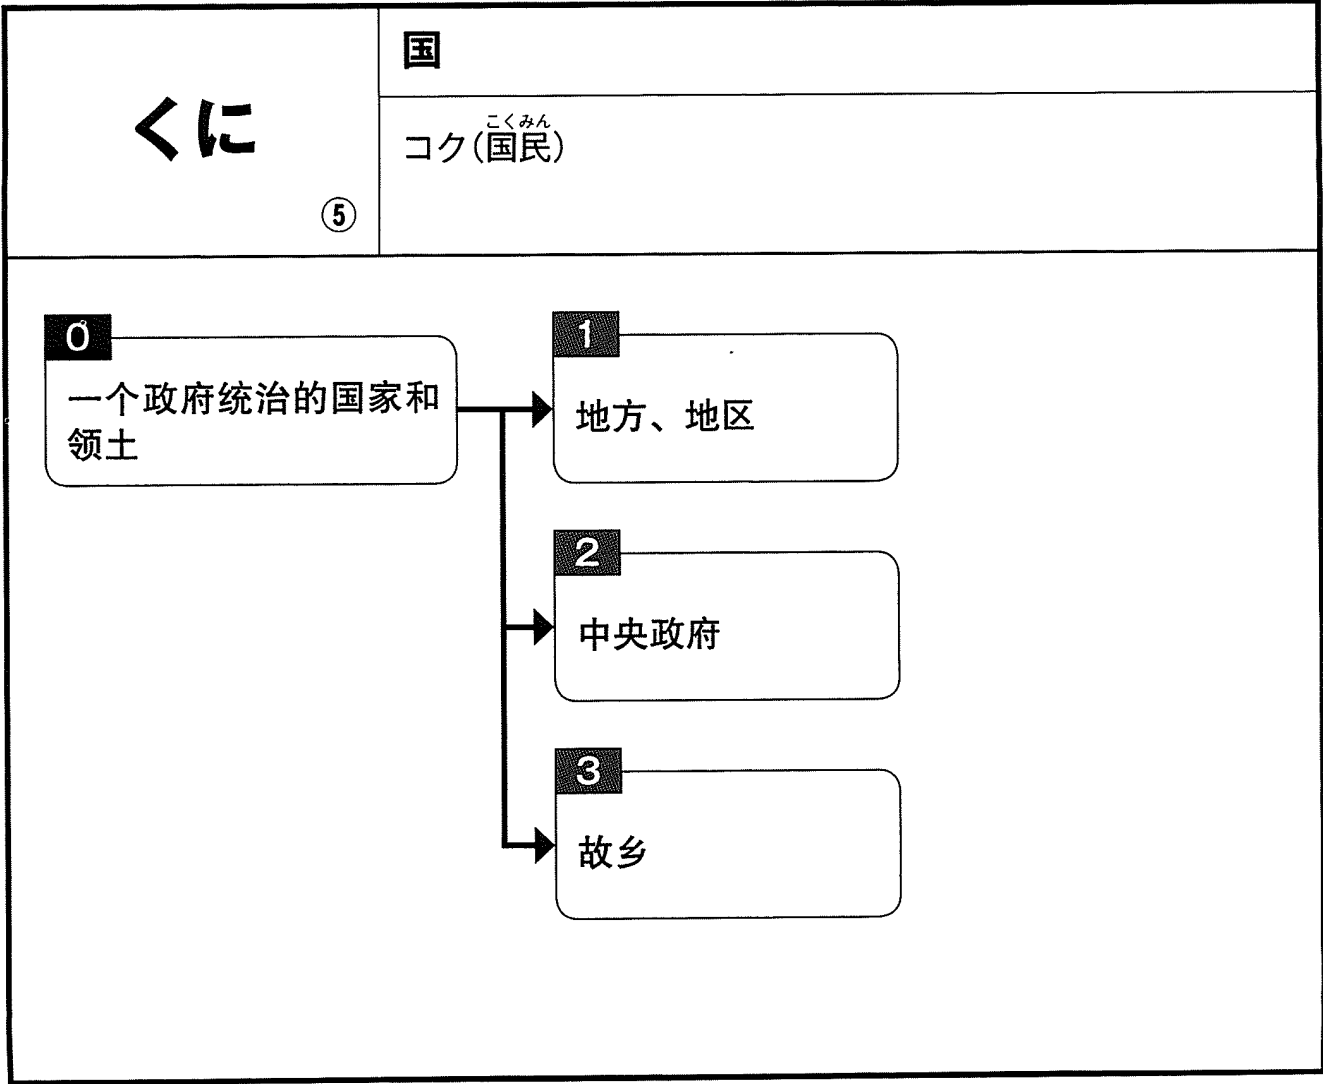 くに
⑤
国
コク(国民)
こくみん
0
一个政府统治的国家和
领土
1
地方、地区
2
中央政府
3
故乡